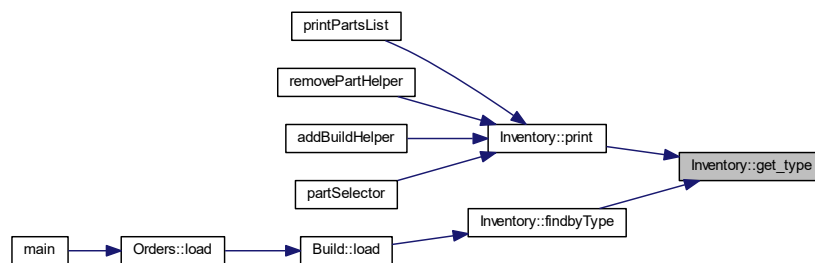 printPartsList
removePartHelper
addBuildHelper
Inventory::print
Inventory::get_type
partSelector
Inventory::findbyType
main
Orders::load
Build::load